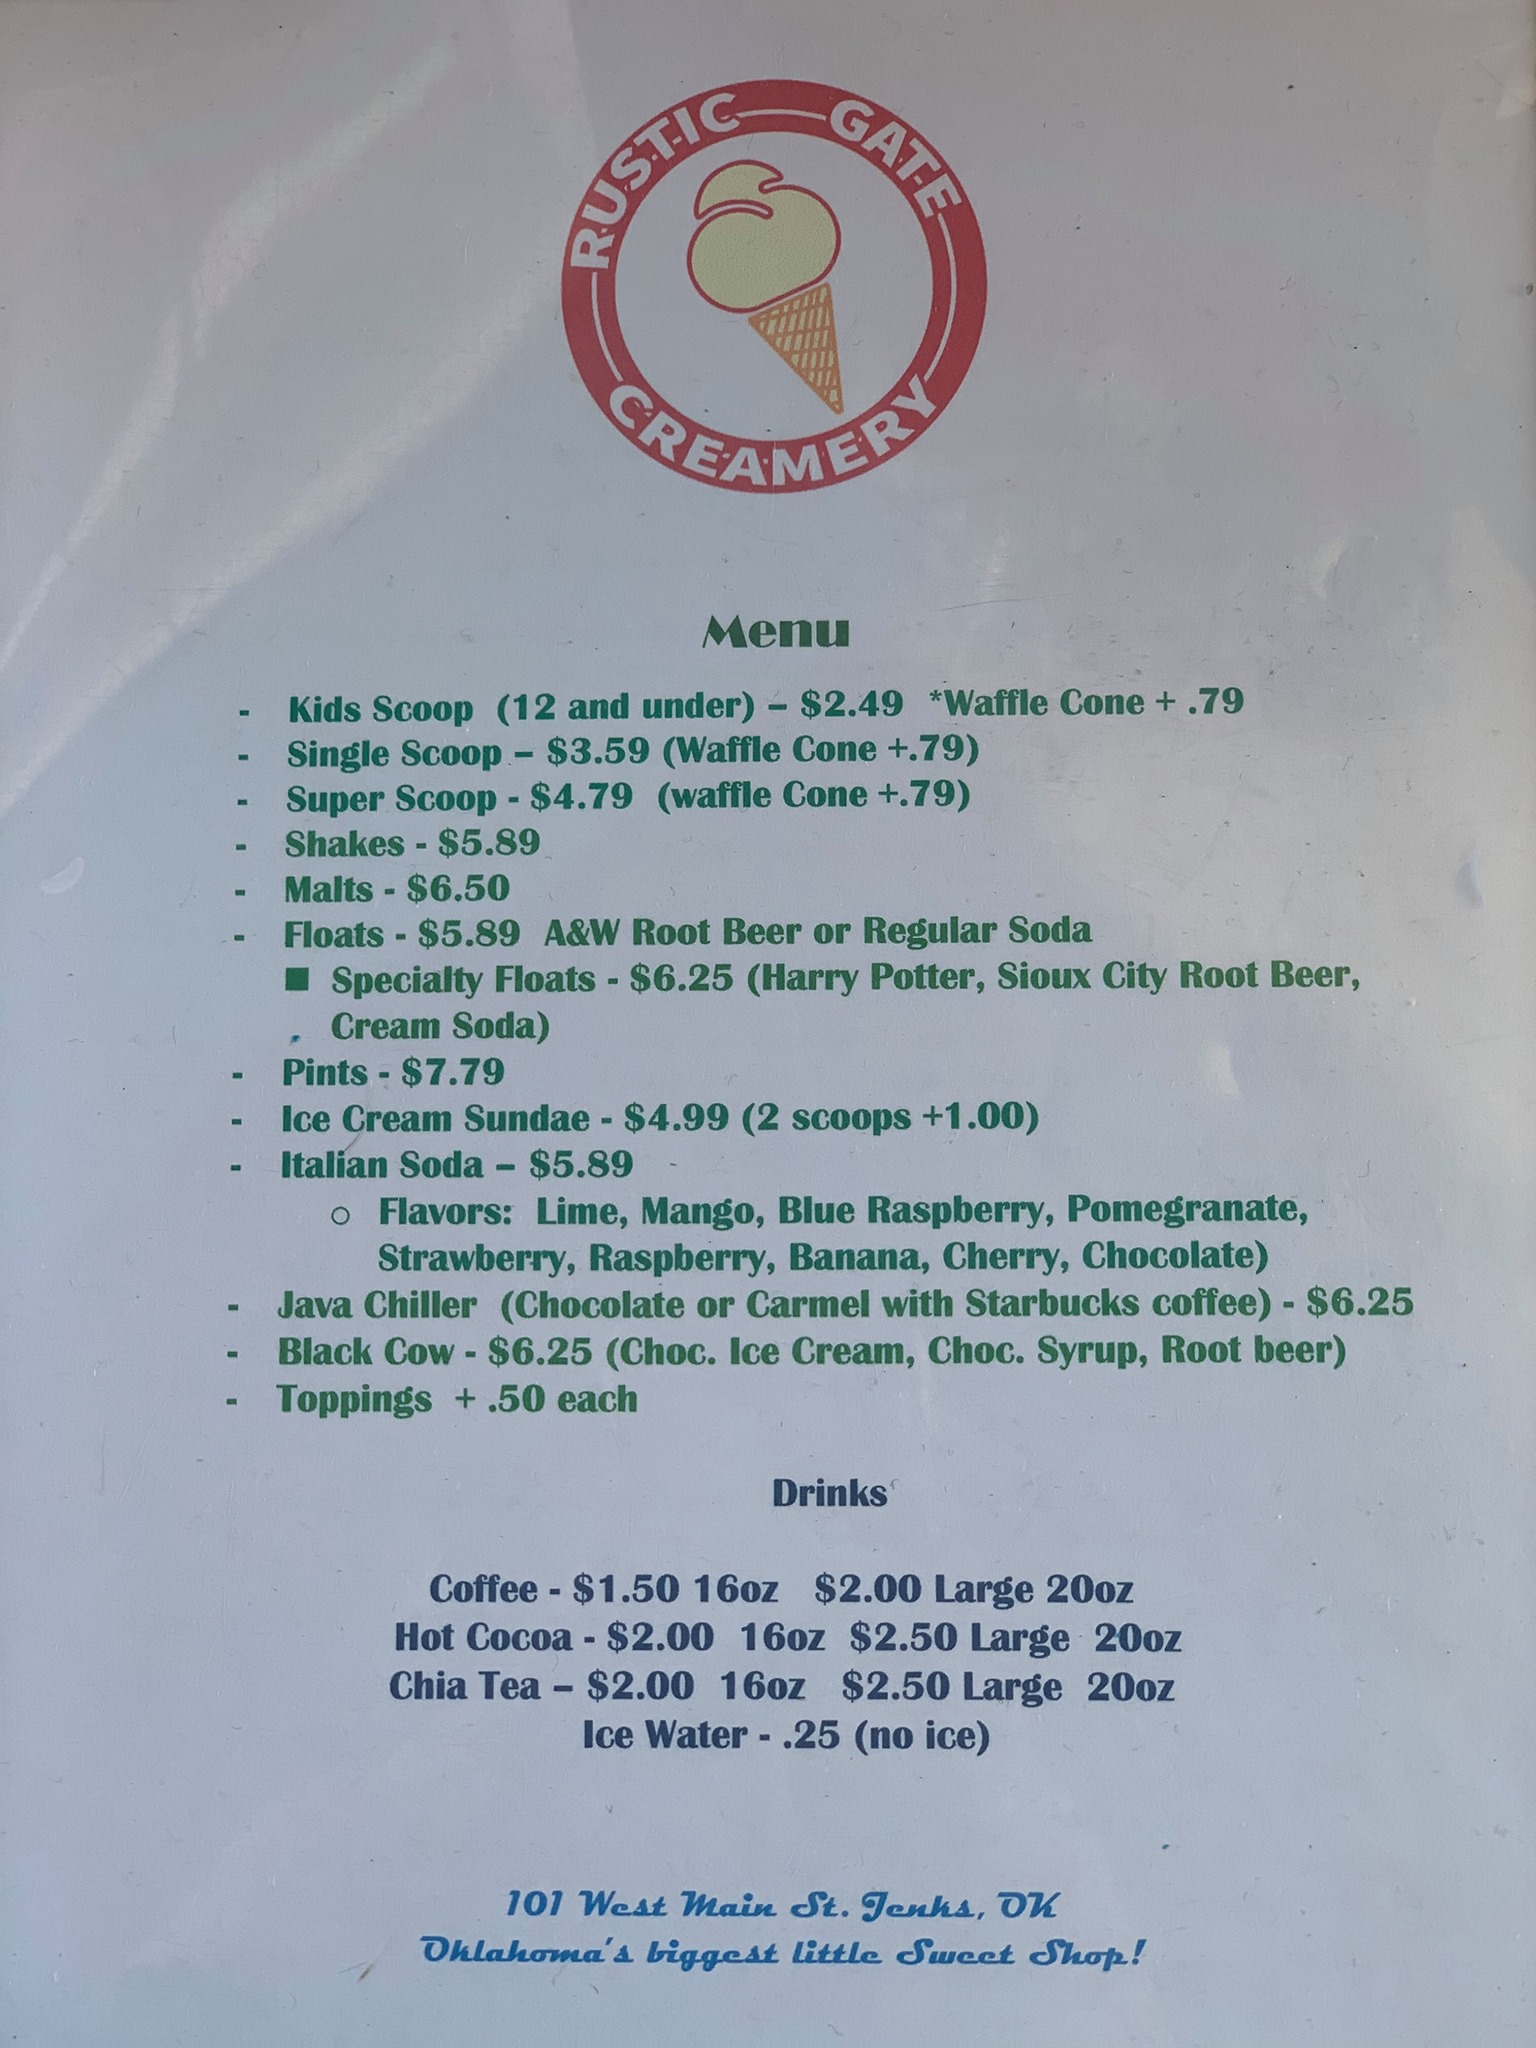 RUSTIC GATE
CREAMERY
Menu
- Kids Scoop (12 and under) – $2.49 *Waffle Cone + .79
- Single Scoop – $3.59 (Waffle Cone +.79)
- Super Scoop - $4.79 (waffle Cone +.79)
- Shakes - $5.89
- Malts - $6.50
- Floats - $5.89 A&W Root Beer or Regular Soda
■ Specialty Floats - $6.25 (Harry Potter, Sioux City Root Beer,
Cream Soda)
- Pints - $7.79
- Ice Cream Sundae - $4.99 (2 scoops +1.00)
- Italian Soda – $5.89
○ Flavors: Lime, Mango, Blue Raspberry, Pomegranate,
Strawberry, Raspberry, Banana, Cherry, Chocolate)
- Java Chiller (Chocolate or Carmel with Starbucks coffee) - $6.25
- Black Cow - $6.25 (Choc. Ice Cream, Choc. Syrup, Root beer)
- Toppings + .50 each
Drinks
Coffee - $1.50 16oz $2.00 Large 20oz
Hot Cocoa - $2.00 16oz $2.50 Large 20oz
Chia Tea – $2.00 16oz $2.50 Large 20oz
Ice Water - .25 (no ice)
101 West Main St. Jenks, OK
Oklahoma's biggest little Sweet Shop!